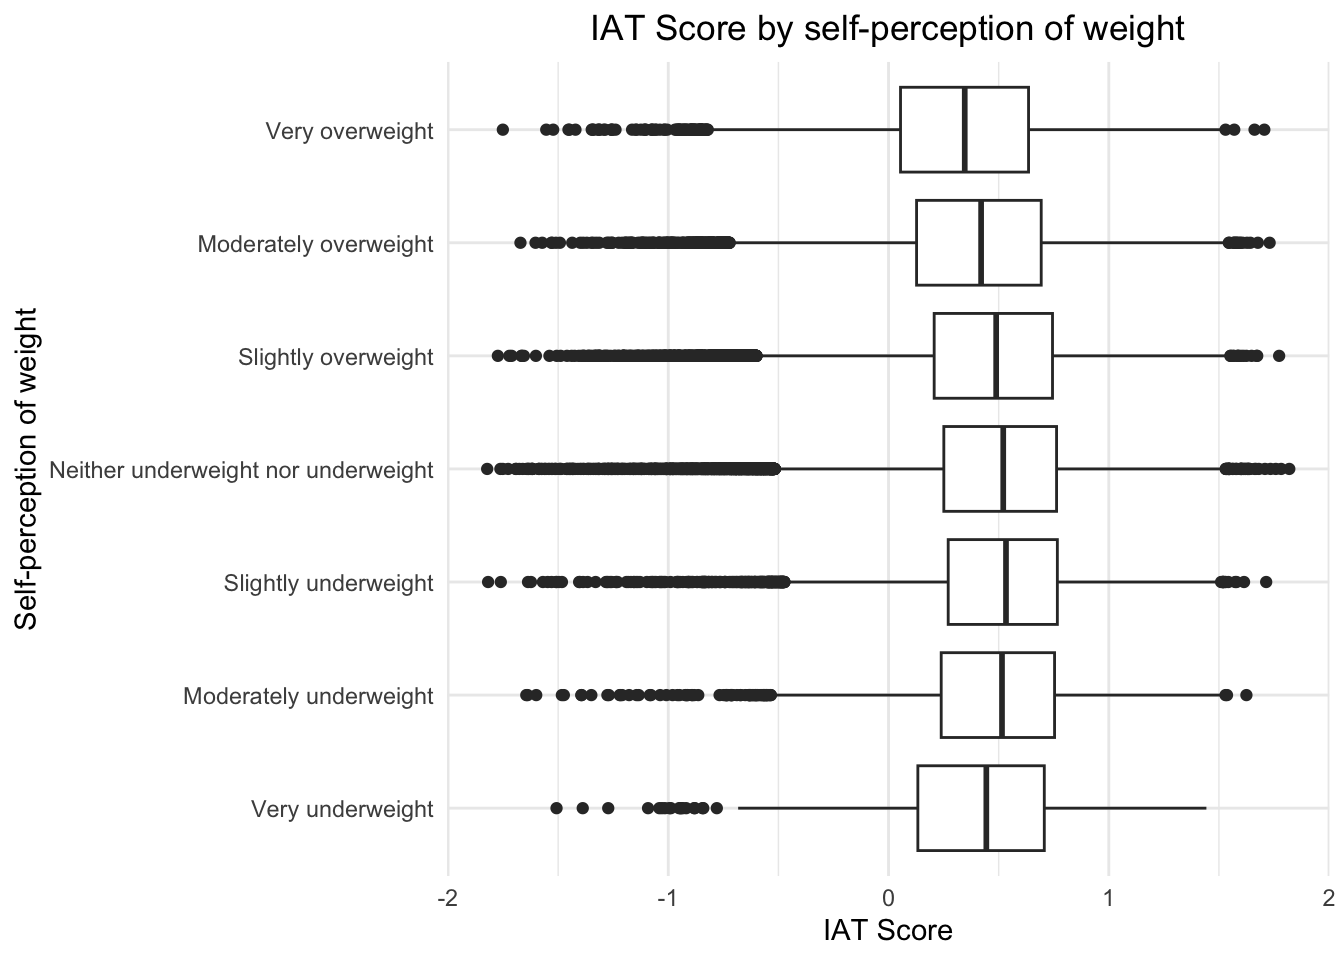 IAT Score by self-perception of weight
Self-perception of weight
Very overweight
Moderately overweight
Slightly overweight
Neither underweight nor underweight
Slightly underweight
Moderately underweight
Very underweight
-2 -1 0 1 2
IAT Score